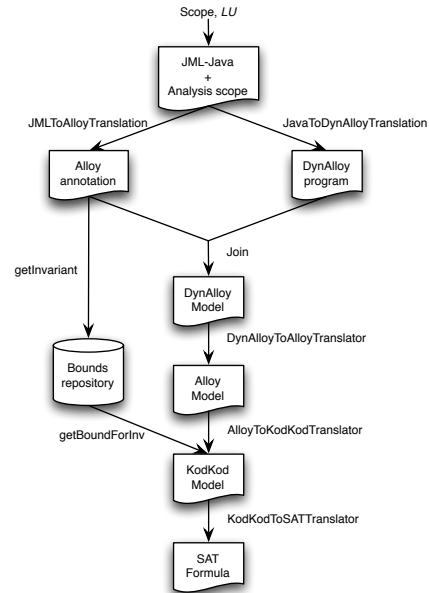 Scope, LU
JML-Java
+
Analysis scope
JMLToAlloyTranslation
JavaToDynAlloyTranslation
Alloy
annotation
DynAlloy
program
getInvariant
Join
DynAlloy
Model
DynAlloyToAlloyTranslator
Bounds
repository
Alloy
Model
getBoundForInv
AlloyToKodKodTranslator
KodKod
Model
KodKodToSATTranslator
SAT
Formula